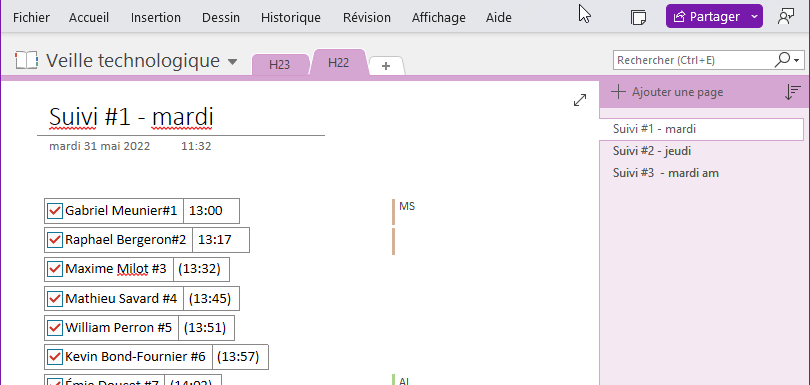 Fichier Accueil Insertion Dessin Historique Révision Affichage Aide Partager
Veille technologique H23 H22 + Rechercher (Ctrl+E)
Ajouter une page
Suivi #1 - mardi
mardi 31 mai 2022 11:32
Suivi #1 - mardi
Suivi #2 - jeudi
Suivi #3 - mardi am
Gabriel Meunier#1 13:00 MS
Raphael Bergeron#2 13:17
Maxime Milot #3 (13:32)
Mathieu Savard #4 (13:45)
William Perron #5 (13:51)
Kevin Bond-Fournier #6 (13:57)
Émie Doucet #7 (14:02) AL